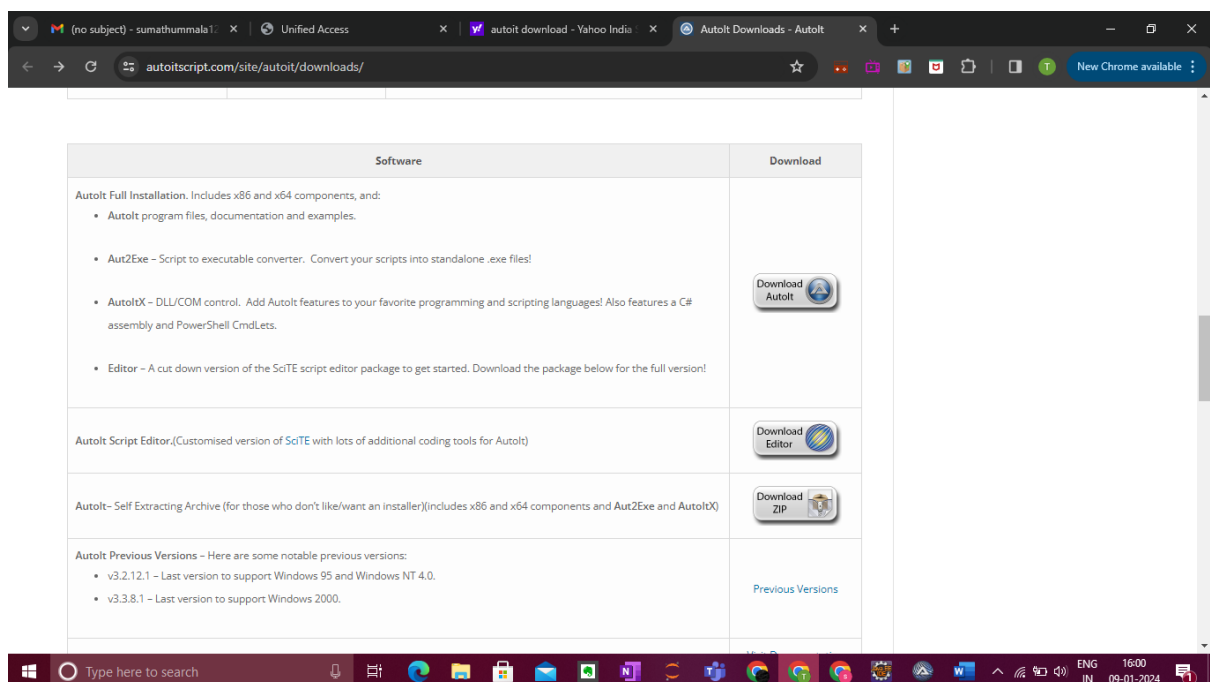 (no subject) - sumathummala12
Unified Access
autoit download - Yahoo India
AutoIt Downloads - AutoIt
autoitscript.com/site/autoit/downloads/
T
New Chrome available
Software
Download
AutoIt Full Installation. Includes x86 and x64 components, and:
• AutoIt program files, documentation and examples.
• Aut2Exe – Script to executable converter. Convert your scripts into standalone .exe files!
• AutoItX – DLL/COM control. Add AutoIt features to your favorite programming and scripting languages! Also features a C#
assembly and PowerShell CmdLets.
• Editor – A cut down version of the SciTE script editor package to get started. Download the package below for the full version!
Download
AutoIt
AutoIt Script Editor.(Customised version of SciTE with lots of additional coding tools for AutoIt)
Download
Editor
AutoIt– Self Extracting Archive (for those who don't like/want an installer)(includes x86 and x64 components and Aut2Exe and AutoItX)
Download
ZIP
AutoIt Previous Versions – Here are some notable previous versions:
• v3.2.12.1 – Last version to support Windows 95 and Windows NT 4.0.
• v3.3.8.1 – Last version to support Windows 2000.
Previous Versions
Type here to search
ENG
IN
16:00
09-01-2024